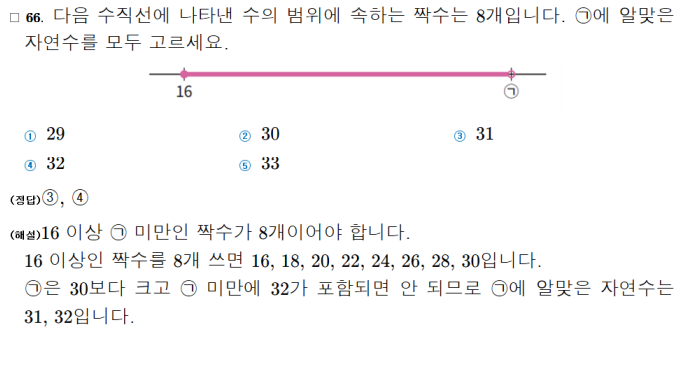 □ 66. 다음 수직선에 나타낸 수의 범위에 속하는 짝수는 8개입니다. ㉠에 알맞은
자연수를 모두 고르세요.
16 ㉠
① 29 ② 30 ③ 31
④ 32 ⑤ 33
(정답)③, ④
(해설)16 이상 ㉠ 미만인 짝수가 8개이어야 합니다.
16 이상인 짝수를 8개 쓰면 16, 18, 20, 22, 24, 26, 28, 30입니다.
㉠은 30보다 크고 ㉠ 미만에 32가 포함되면 안 되므로 ㉠에 알맞은 자연수는
31, 32입니다.